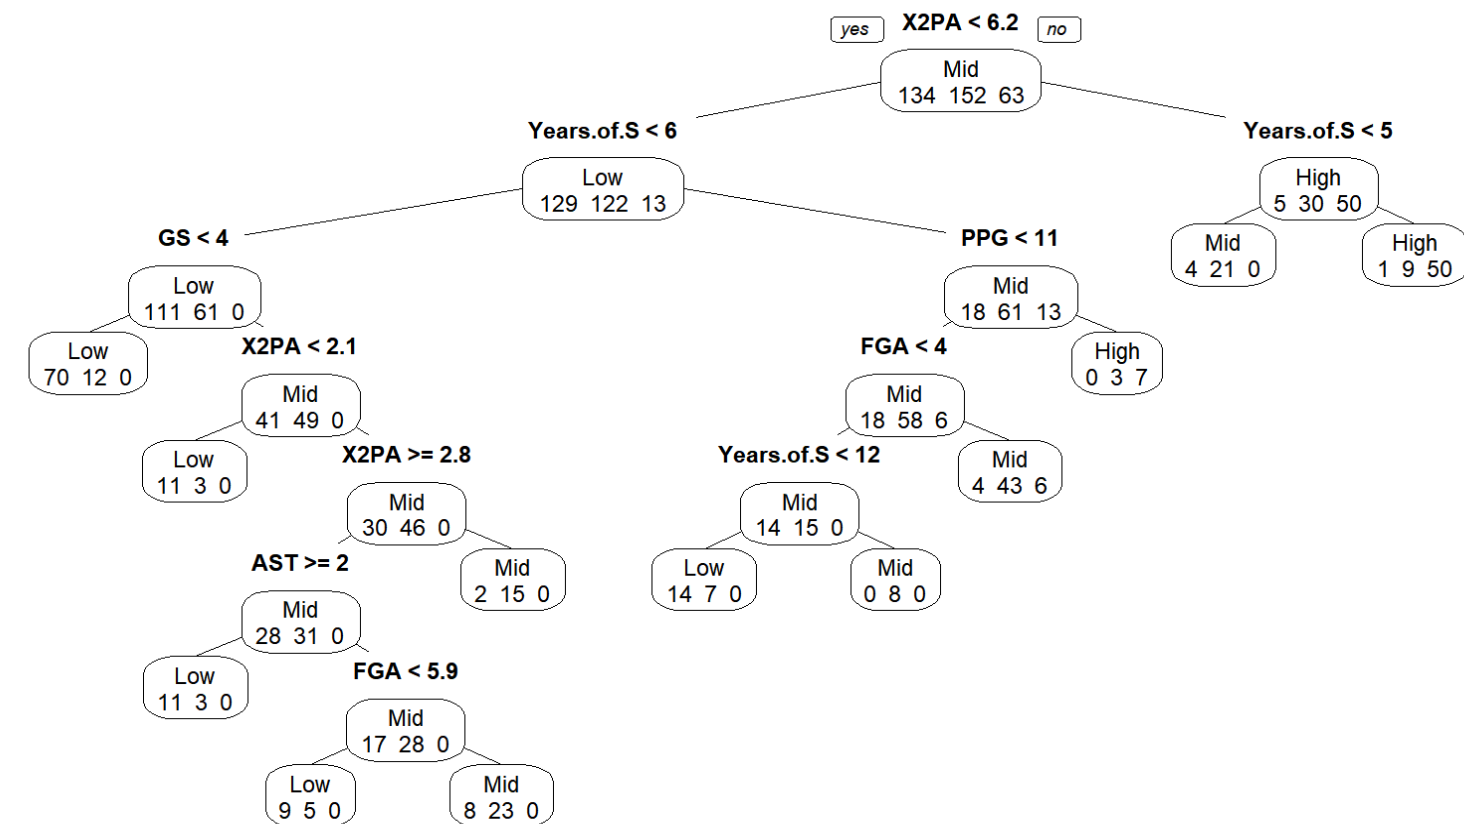 yes X2PA < 6.2 no
Mid
134 152 63
Years.of.S < 6 Years.of.S < 5
Low High
129 122 13 5 30 50
GS < 4 PPG < 11 Mid High
4 21 0 1 9 50
Low Mid
111 61 0 18 61 13
Low X2PA < 2.1 FGA < 4 High
70 12 0 0 3 7
Mid Mid
41 49 0 18 58 6
Low X2PA >= 2.8 Years.of.S < 12 Mid
11 3 0 4 43 6
Mid Mid
30 46 0 14 15 0
AST >= 2 Mid Low Mid
2 15 0 14 7 0 0 8 0
Mid
28 31 0
Low FGA < 5.9
11 3 0
Mid
17 28 0
Low Mid
9 5 0 8 23 0